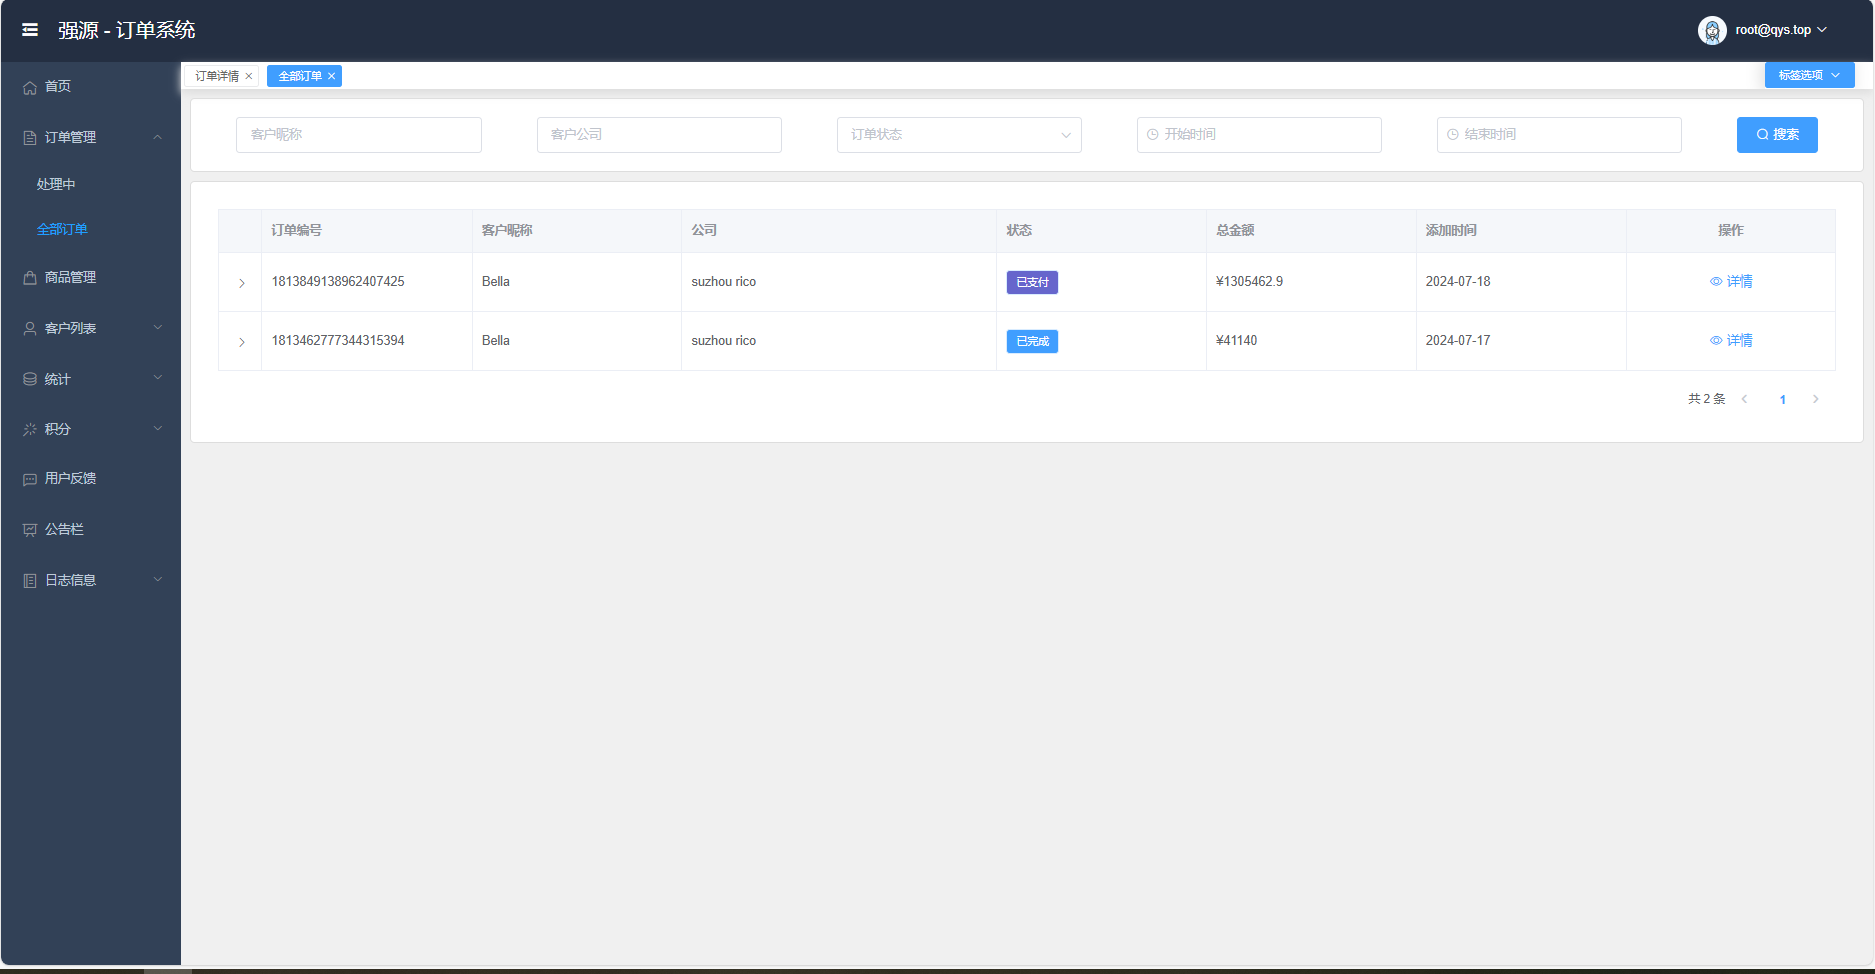 强源 - 订单系统
root@qys.top
首页
订单管理
处理中
全部订单
商品管理
客户列表
统计
积分
用户反馈
公告栏
日志信息
订单详情 全部订单 标签选项
客户昵称 客户公司 订单状态 开始时间 结束时间 搜索
订单编号 客户昵称 公司 状态 总金额 添加时间 操作
1813849138962407425 Bella suzhou rico 已支付 ¥1305462.9 2024-07-18 详情
1813462777344315394 Bella suzhou rico 已完成 ¥41140 2024-07-17 详情
共 2 条 1